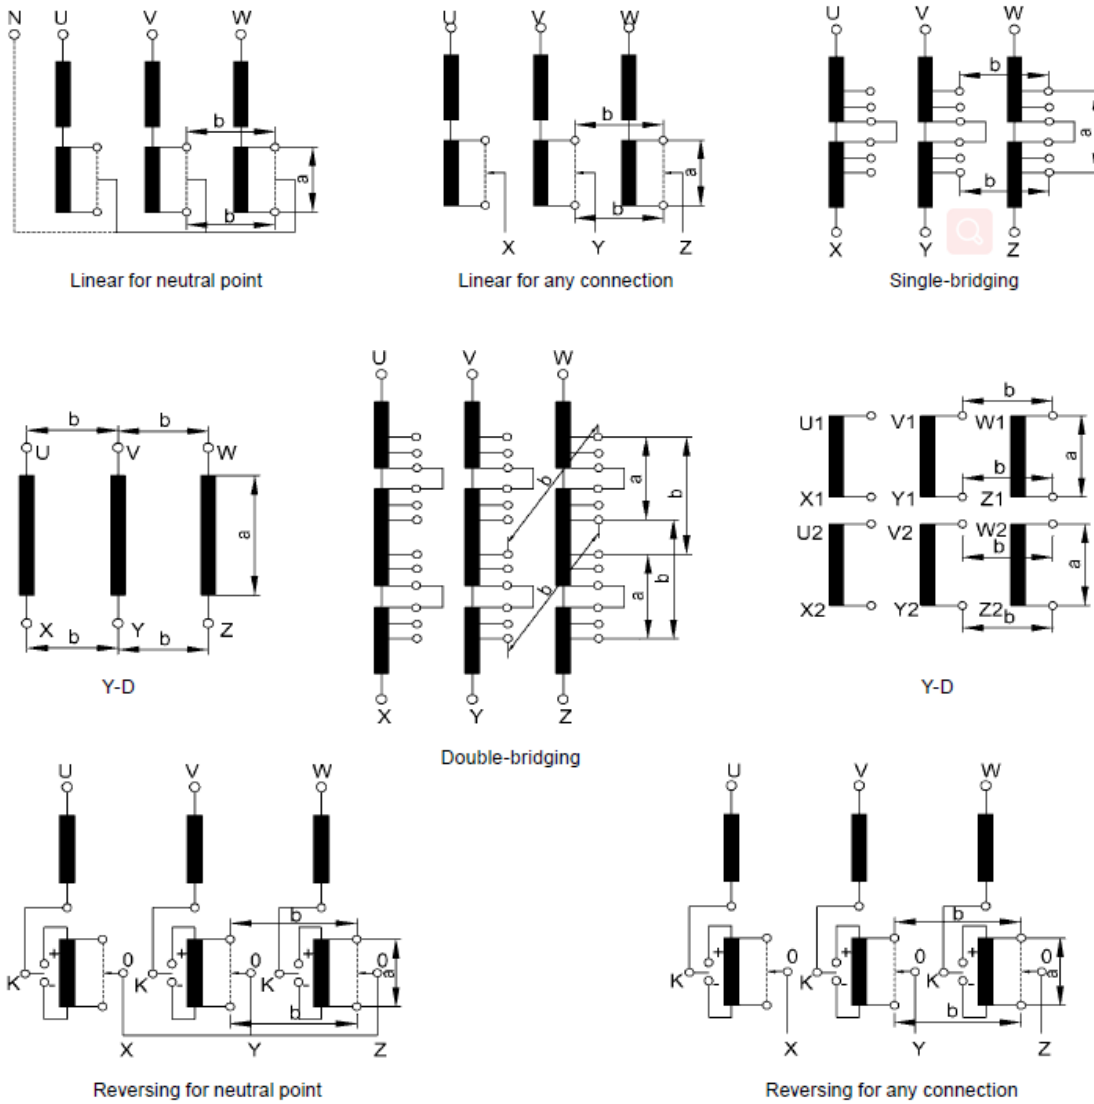 N U V W
b
a
b
Linear for neutral point
U V W
b
a
b
X Y Z
Linear for any connection
U V W
b
a
b
X Y Z
Single-bridging
b b
U V W
a
X Y Z
b b
Y-D
U V W
b a b
b a b
X Y Z
Double-bridging
b
U1 V1 W1
a
b
X1 Y1 Z1
U2 V2 W2
b
a
X2 Y2 Z2
b
Y-D
U V W
b
+ + +
0 0 0
K K K
a
- - -
b
X Y Z
Reversing for neutral point
U V W
b
+ + +
0 0 0
K K K
a
- - -
b
X Y Z
Reversing for any connection